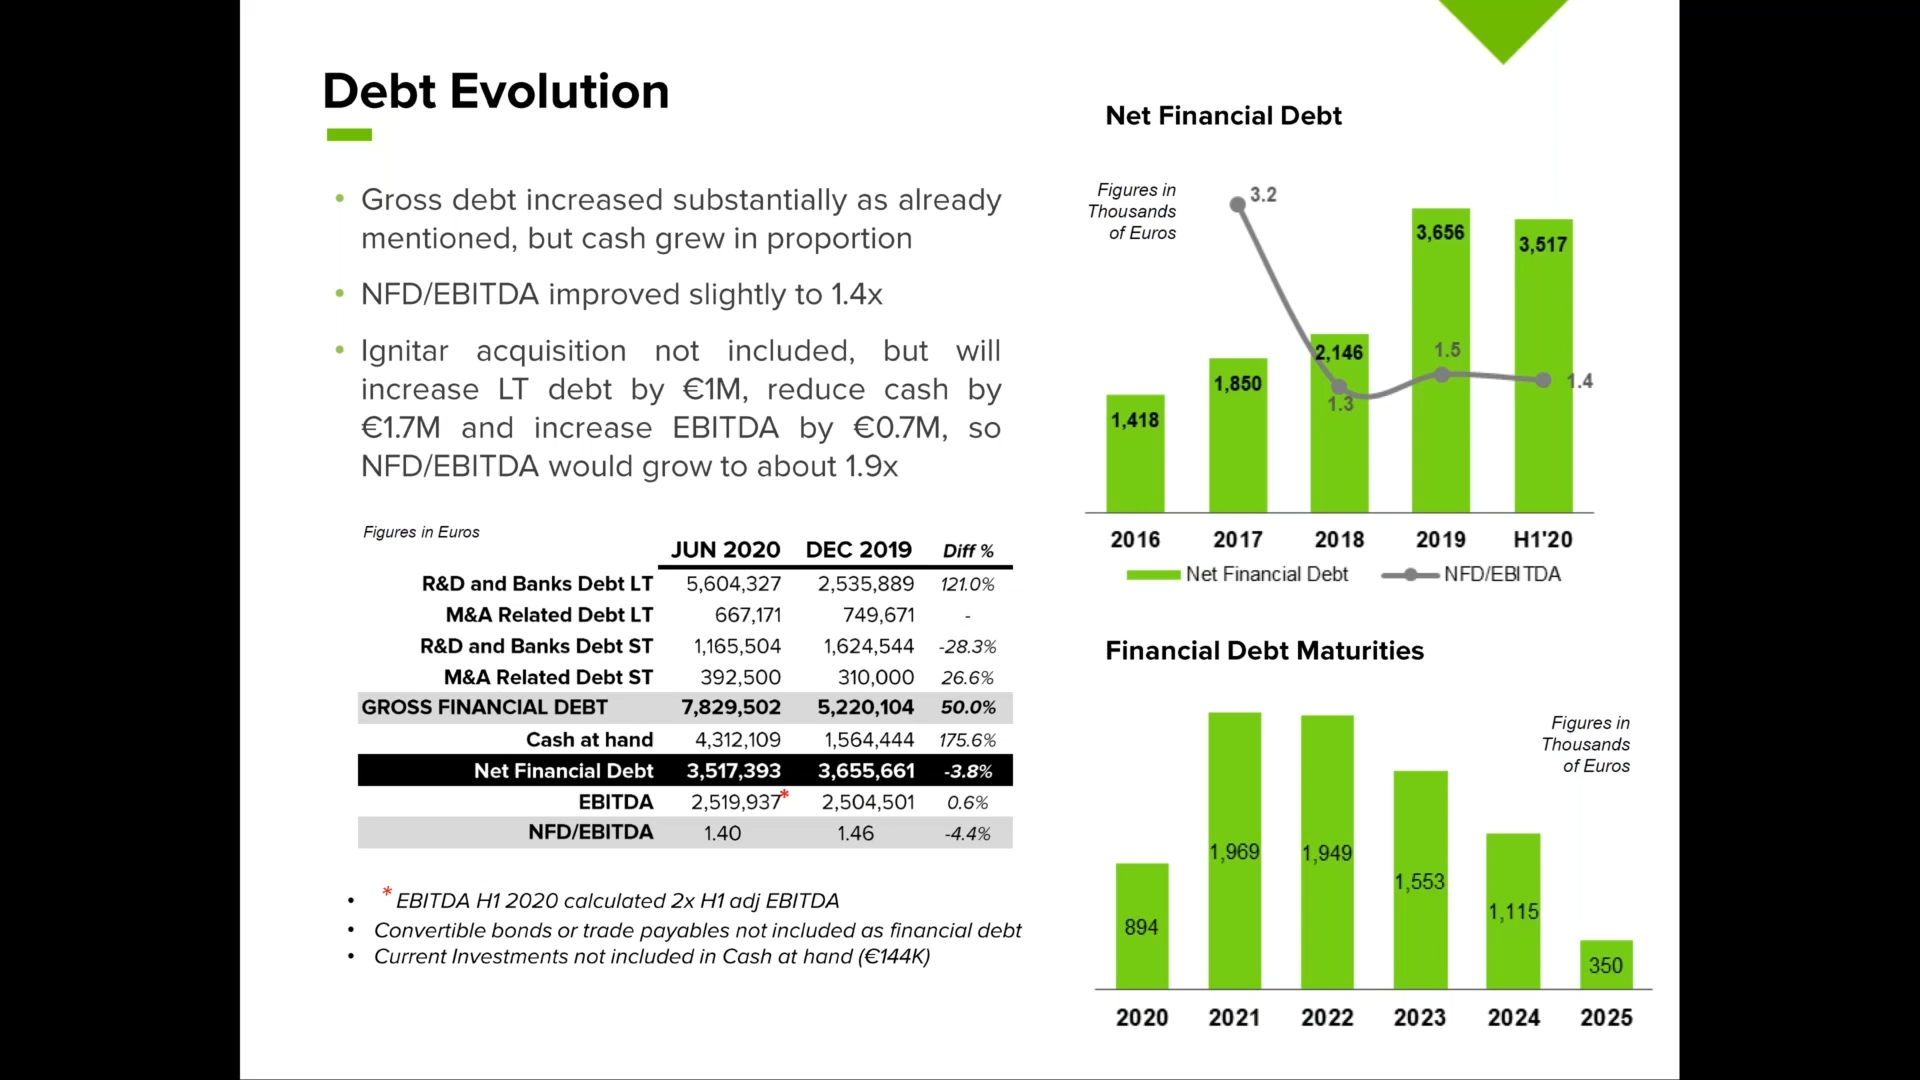 Debt Evolution
• Gross debt increased substantially as already
mentioned, but cash grew in proportion
• NFD/EBITDA improved slightly to 1.4x
• Ignitar acquisition not included, but will
increase LT debt by €1M, reduce cash by
€1.7M and increase EBITDA by €0.7M, so
NFD/EBITDA would grow to about 1.9x
Figures in Euros
JUN 2020 DEC 2019 Diff %
R&D and Banks Debt LT 5,604,327 2,535,889 121.0%
M&A Related Debt LT 667,171 749,671 -
R&D and Banks Debt ST 1,165,504 1,624,544 -28.3%
M&A Related Debt ST 392,500 310,000 26.6%
GROSS FINANCIAL DEBT 7,829,502 5,220,104 50.0%
Cash at hand 4,312,109 1,564,444 175.6%
Net Financial Debt 3,517,393 3,655,661 -3.8%
EBITDA 2,519,937* 2,504,501 0.6%
NFD/EBITDA 1.40 1.46 -4.4%
• * EBITDA H1 2020 calculated 2x H1 adj EBITDA
• Convertible bonds or trade payables not included as financial debt
• Current Investments not included in Cash at hand (€144K)
Net Financial Debt
Figures in
Thousands
of Euros
3.2
3,656
3,517
2,146
1.5
1,850
1.4
1.3
1,418
2016 2017 2018 2019 H1'20
Net Financial Debt NFD/EBITDA
Financial Debt Maturities
Figures in
Thousands
of Euros
894 1,969 1,949 1,553 1,115 350
2020 2021 2022 2023 2024 2025